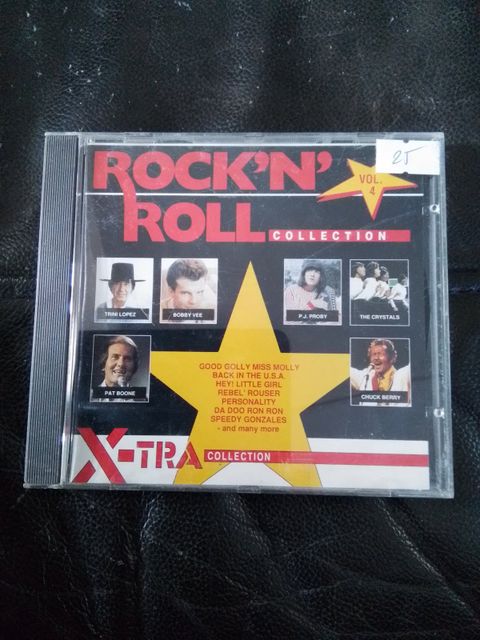 ROCK'N'
ROLL
COLLECTION
VOL.
4
25
TRINI LOPEZ
BOBBY VEE
P.J. PROBY
THE CRYSTALS
PAT BOONE
CHUCK BERRY
GOOD GOLLY MISS MOLLY
BACK IN THE U.S.A.
HEY! LITTLE GIRL
REBEL' ROUSER
PERSONALITY
DA DOO RON RON
SPEEDY GONZALES
- and many more
X-TRA COLLECTION